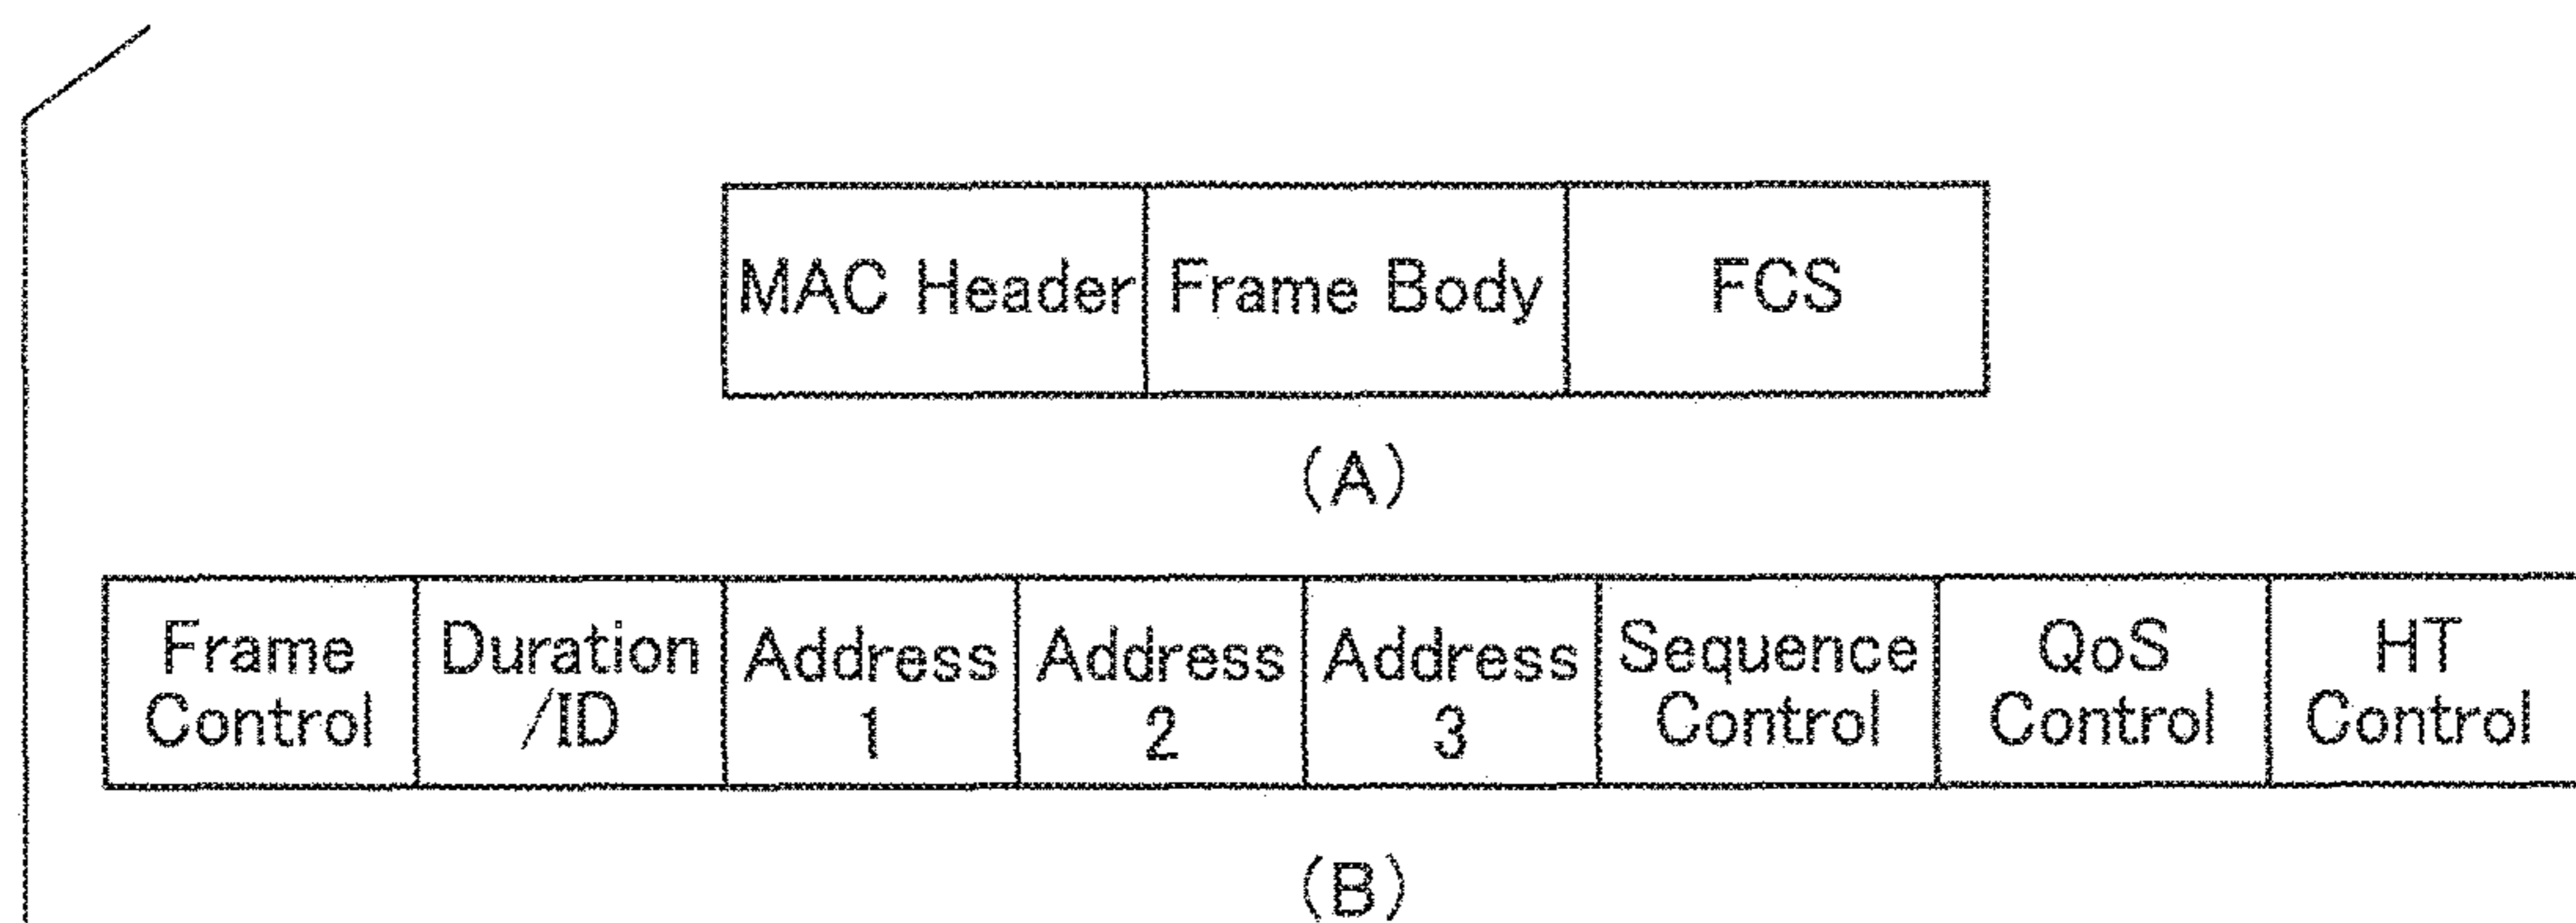 MAC Header Frame Body FCS
(A)
Frame Control Duration /ID Address 1 Address 2 Address 3 Sequence Control QoS Control HT Control
(B)